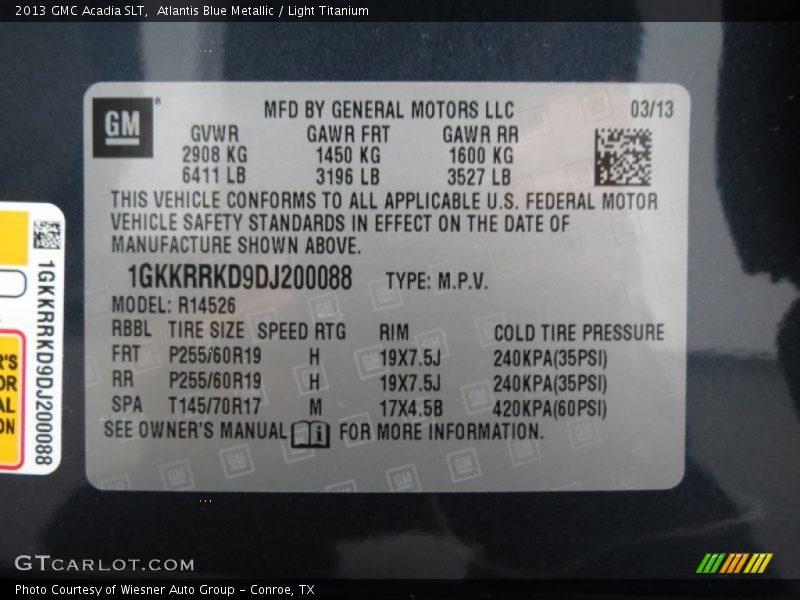 2013 GMC Acadia SLT,  Atlantis Blue Metallic / Light Titanium
GM
MFD BY GENERAL MOTORS LLC 03/13
GVWR GAWR FRT GAWR RR
2908 KG 1450 KG 1600 KG
6411 LB 3196 LB 3527 LB
THIS VEHICLE CONFORMS TO ALL APPLICABLE U.S. FEDERAL MOTOR
VEHICLE SAFETY STANDARDS IN EFFECT ON THE DATE OF
MANUFACTURE SHOWN ABOVE.
1GKKRRKD9DJ200088 TYPE: M.P.V.
MODEL: R14526
RBBL TIRE SIZE SPEED RTG RIM COLD TIRE PRESSURE
FRT P255/60R19 H 19X7.5J 240KPA(35PSI)
RR P255/60R19 H 19X7.5J 240KPA(35PSI)
SPA T145/70R17 M 17X4.5B 420KPA(60PSI)
SEE OWNER'S MANUAL FOR MORE INFORMATION.
1GKKRRKD9DJ200088
GTCARLOT.COM
Photo Courtesy of Wiesner Auto Group - Conroe, TX